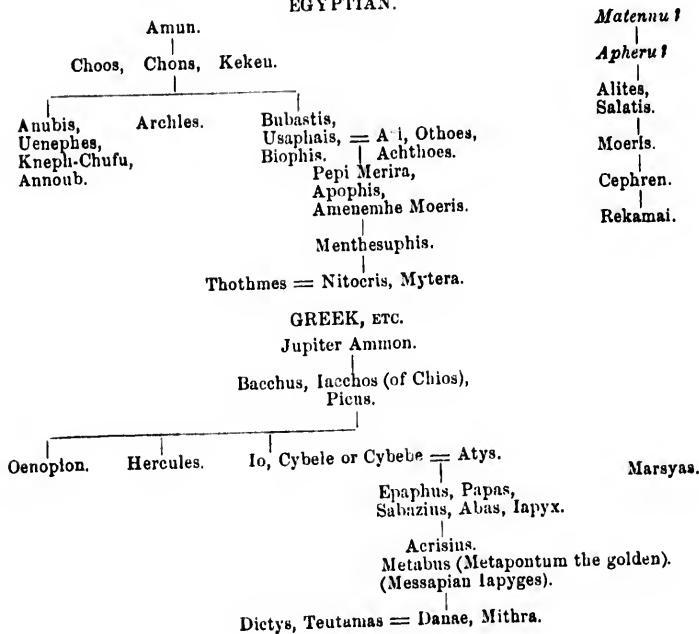 EGYPTIAN.
Amun.
Choos, Chons, Kekeu.
Anubis,
Uenephes,
Kneph-Chufu,
Annoub.
Archles.
Bubastis,
Usaphais, =
Biophis.
Othoes,
Achthoes.
Pepi Merira,
Apophis,
Amenemhe Moeris.
Menthesuphis.
Thothmes = Nitocris, Mytera.
Matennu ?
Apheru ?
Alites,
Salatis.
Moeris.
Cephren.
Rekamai.
GREEK, ETC.
Jupiter Ammon.
Bacchus, Iacchos (of Chios),
Picus.
Oenopion. Hercules. Io, Cybele or Cybebe = Atys. Marsyas.
Epaphus, Papas,
Sabazius, Abas, Iapyx.
Acrisius.
Metabus (Metapontum the golden).
(Messapian Iapyges).
Dictys, Teutamias = Danae, Mithra.